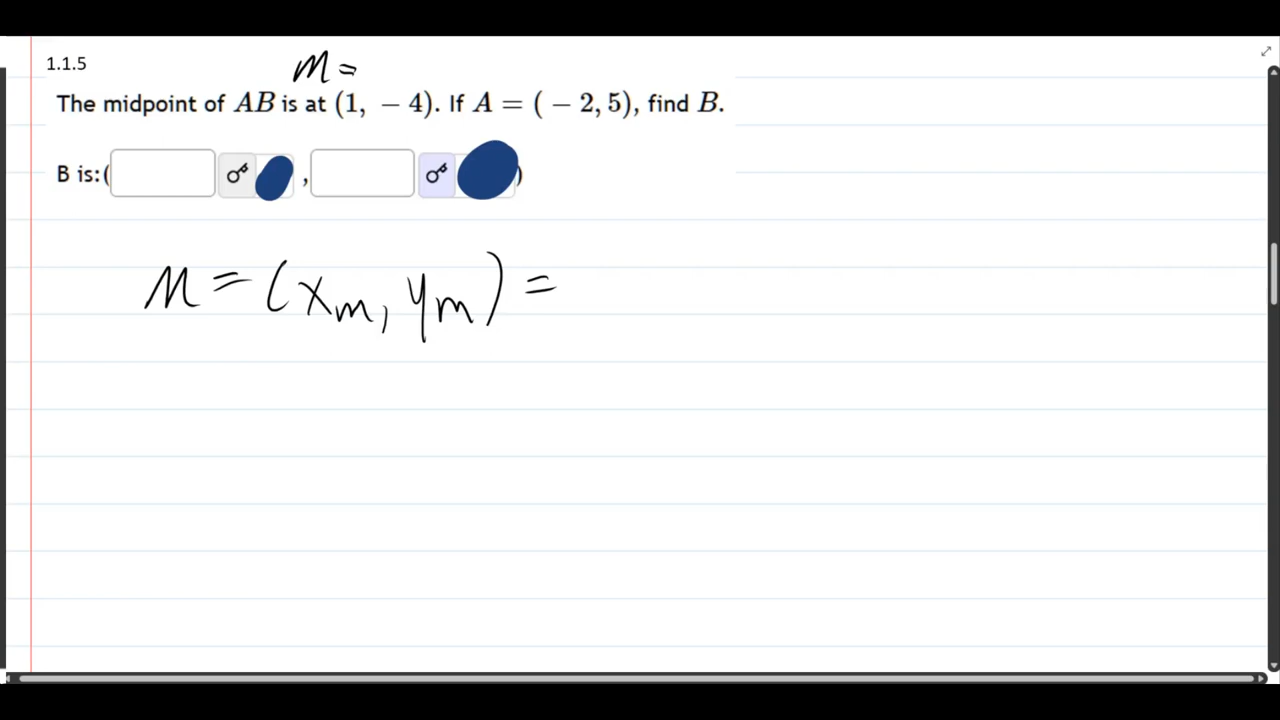 1.1.5
M =
The midpoint of AB is at (1, − 4). If A = ( − 2, 5), find B.
B is:( , )
M = (xm, ym) =